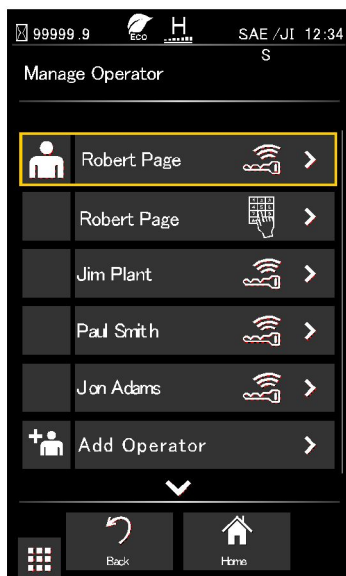 99999.9 ECO H SAE /JI 12:34
S
Manage Operator
Robert Page
Robert Page
Jim Plant
Paul Smith
Jon Adams
Add Operator
Back Home